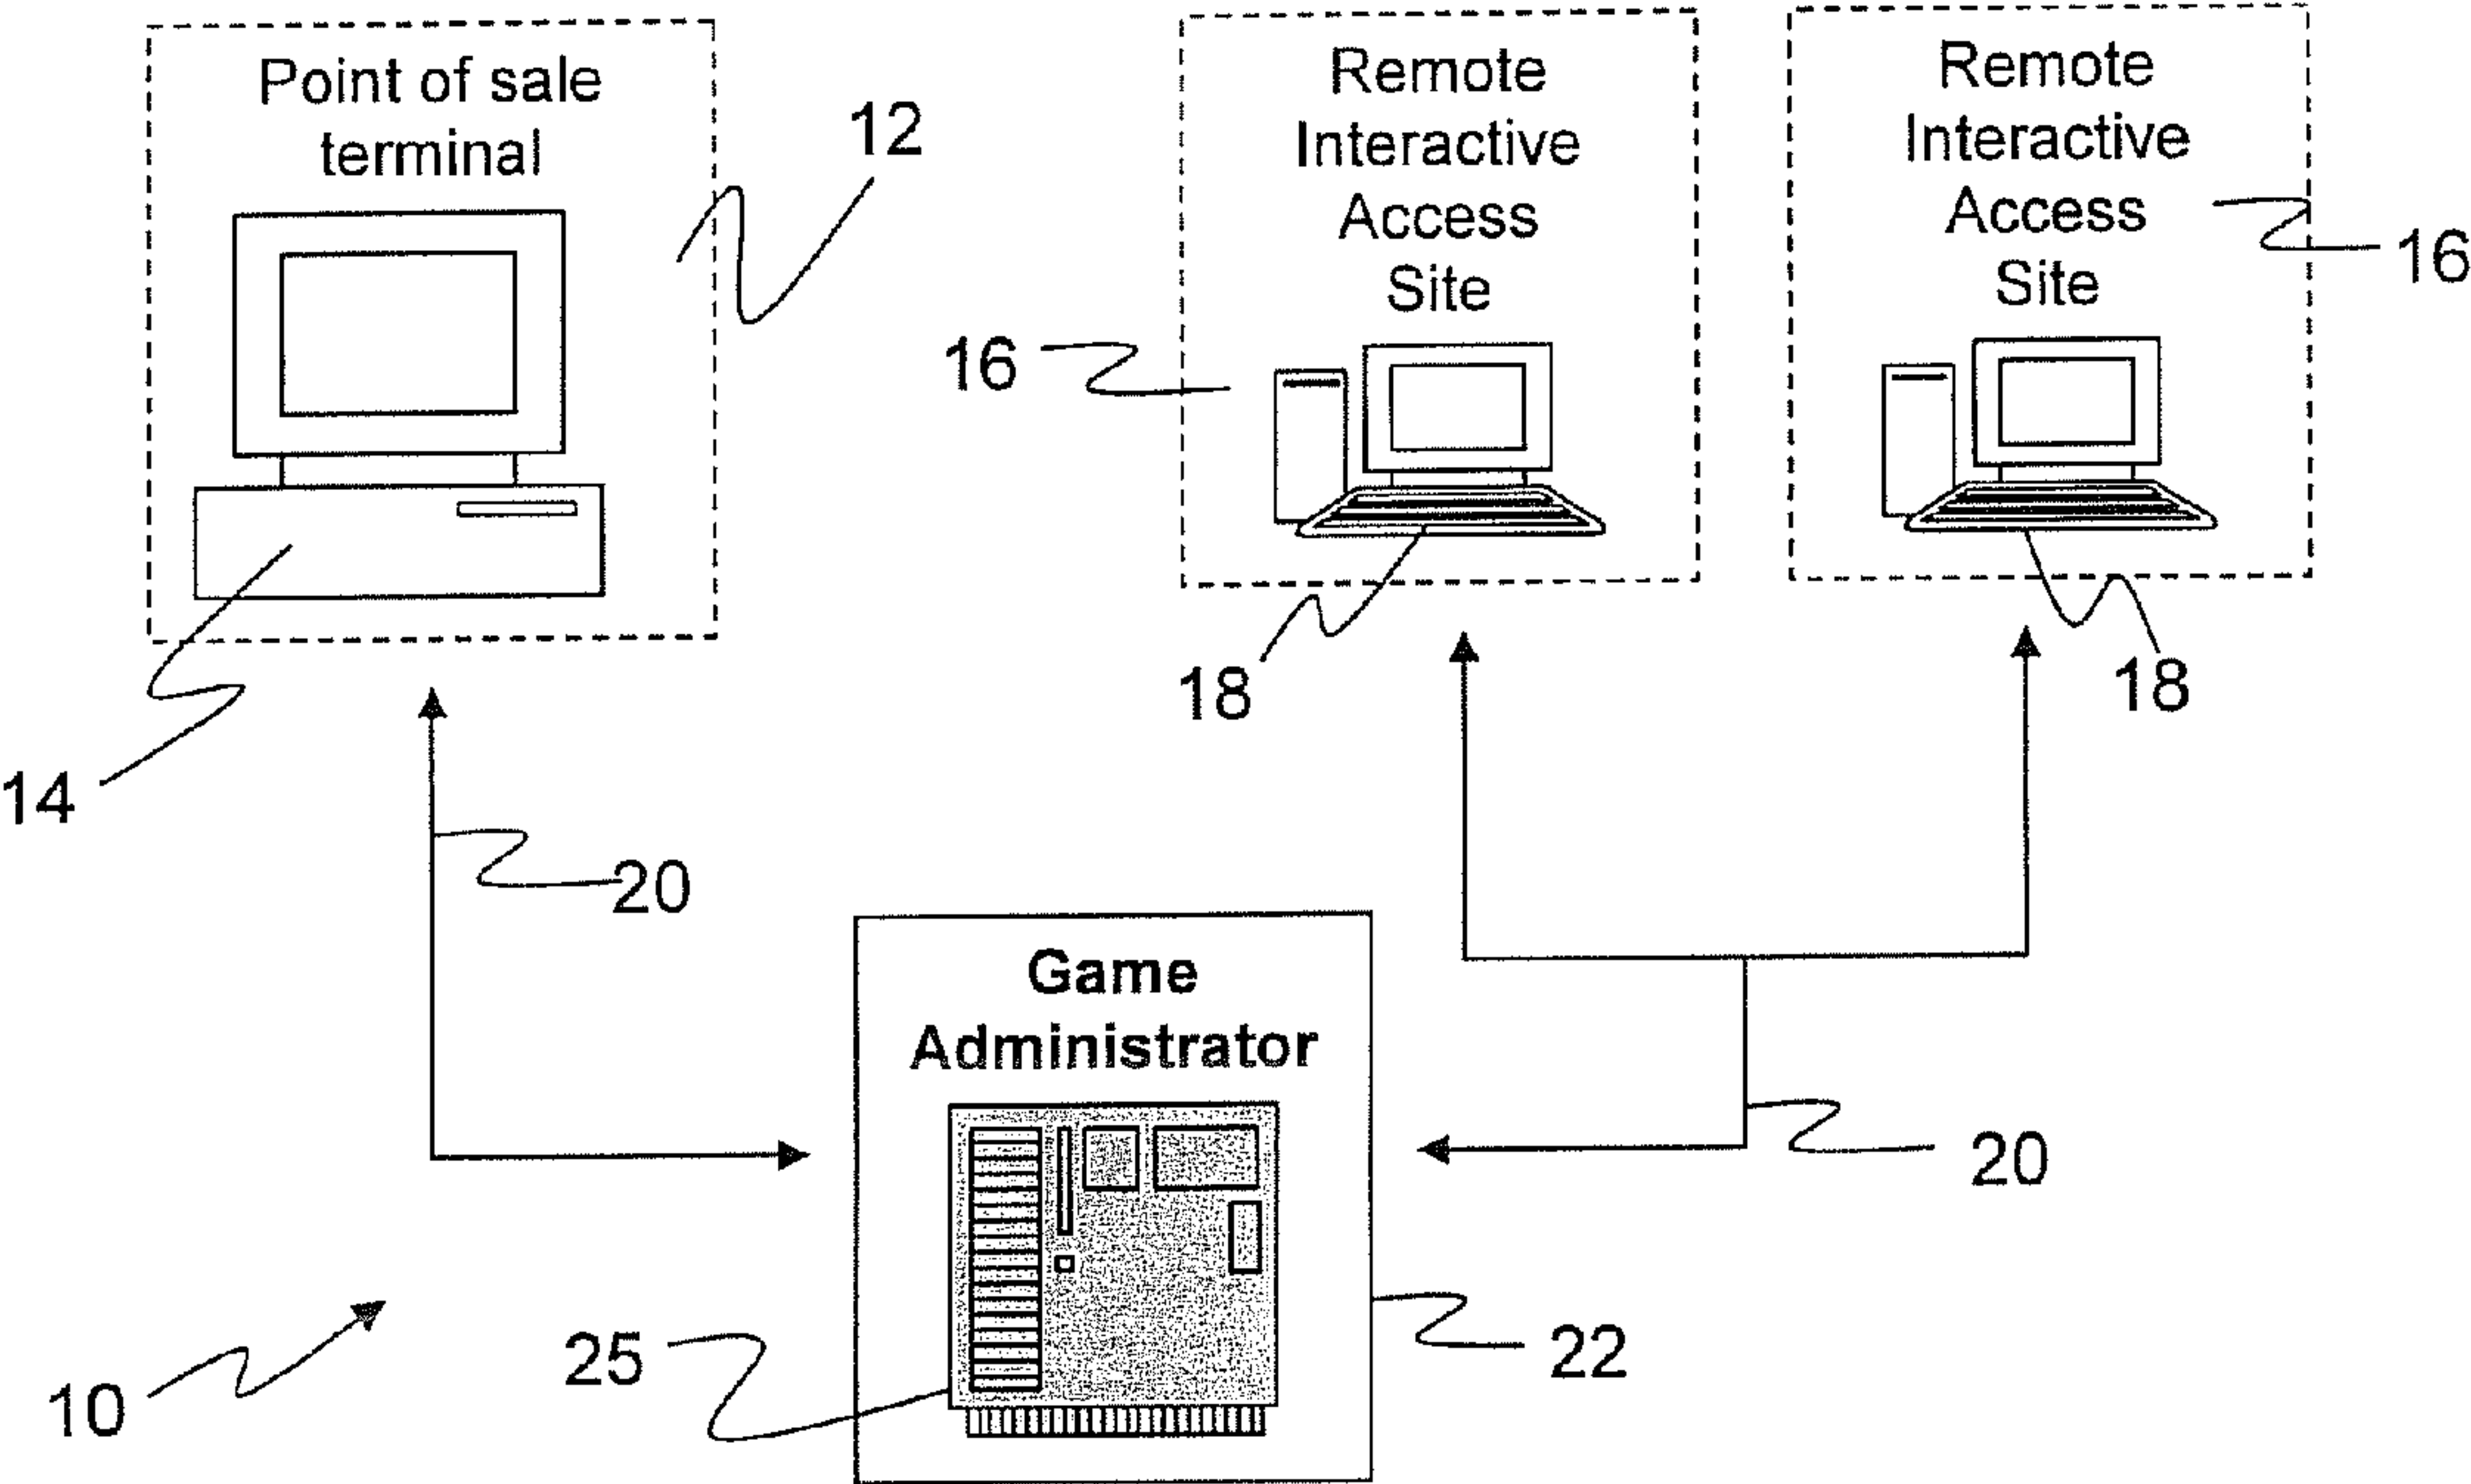 Point of sale
terminal
12
14
Remote
Interactive
Access
Site
16
18
Remote
Interactive
Access
Site
16
18
20
Game
Administrator
20
25
22
10